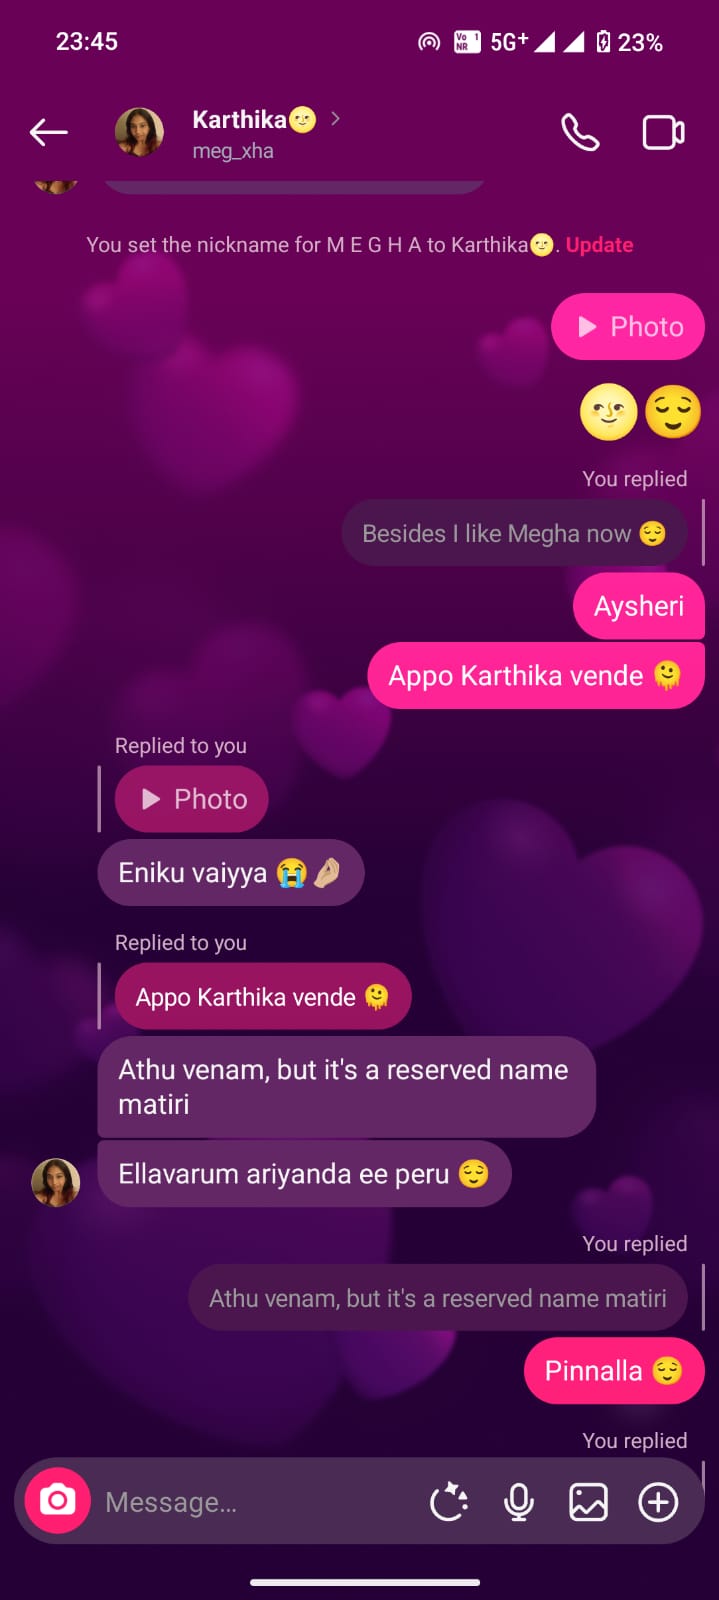 23:45
Vo 1
NR
5G+
23%
Karthika🌝
meg_xha
You set the nickname for M E G H A to Karthika🌝. Update
Photo
🌝😌
You replied
Besides I like Megha now 😌
Aysheri
Appo Karthika vende 🫠
Replied to you
Photo
Eniku vaiyya 😭🤌🏼
Replied to you
Appo Karthika vende 🫠
Athu venam, but it's a reserved name
matiri
Ellavarum ariyanda ee peru 😌
You replied
Athu venam, but it's a reserved name matiri
Pinnalla 😌
You replied
Message...